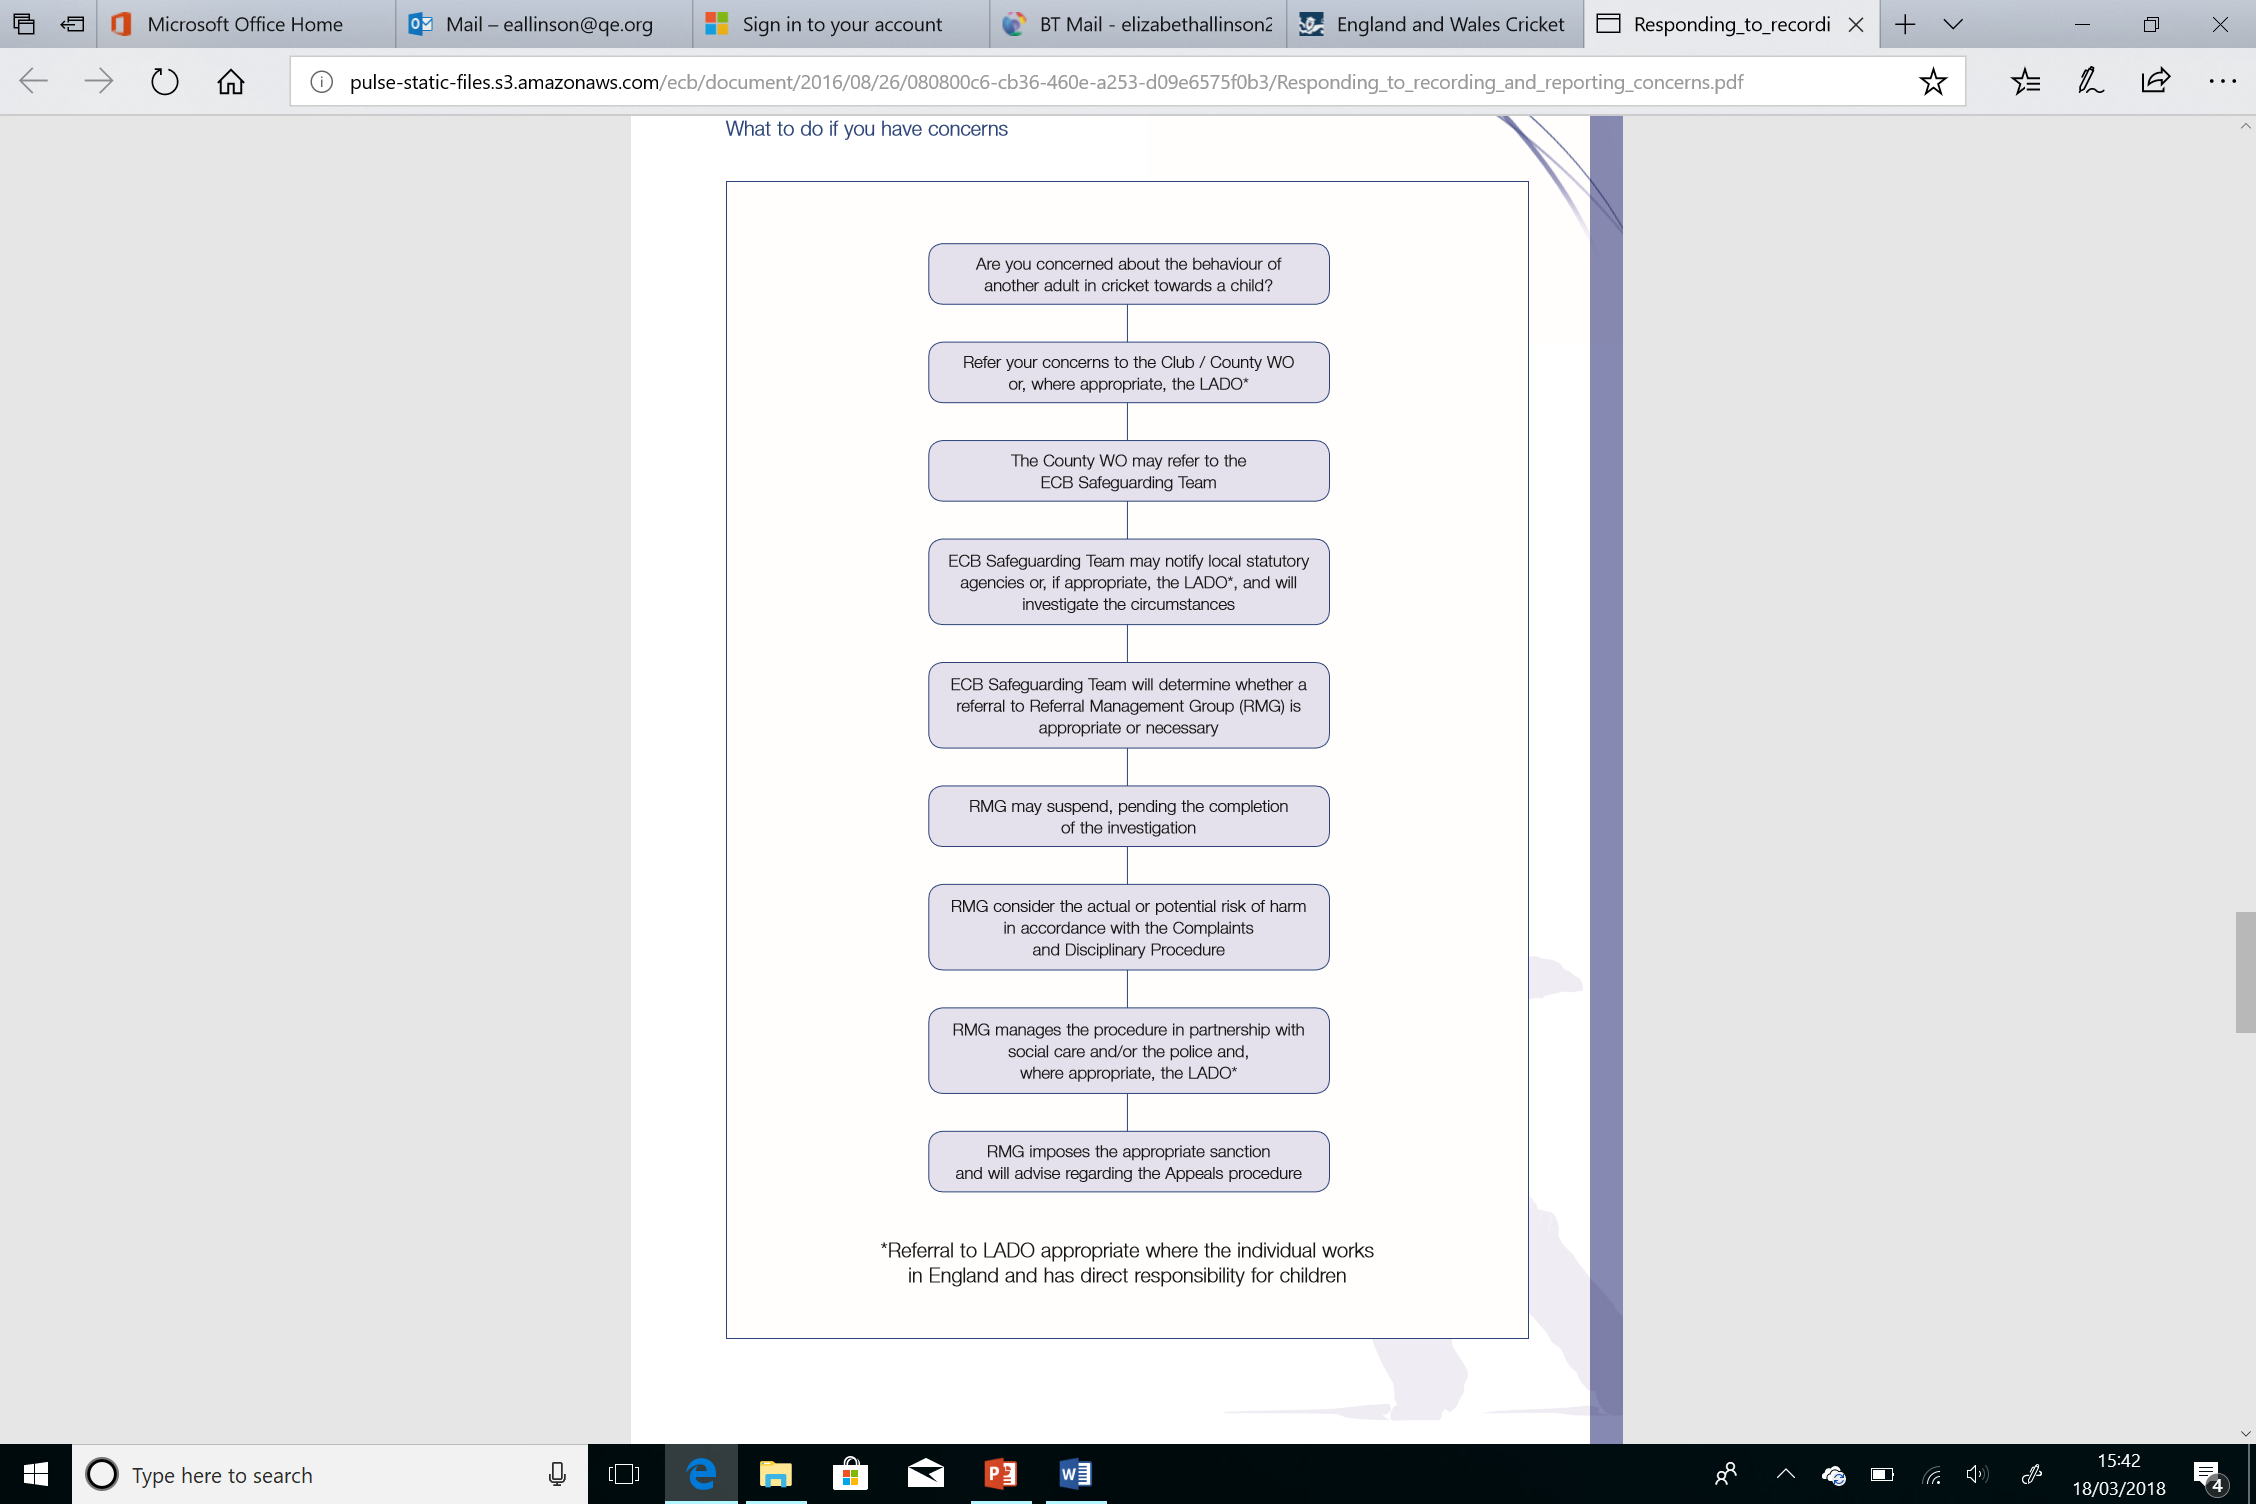 Microsoft Office Home
Mail – eallinson@qe.org
Sign in to your account
BT Mail - elizabethallinson2
England and Wales Cricket
Responding_to_recordi
pulse-static-files.s3.amazonaws.com/ecb/document/2016/08/26/080800c6-cb36-460e-a253-d09e6575f0b3/Responding_to_recording_and_reporting_concerns.pdf
What to do if you have concerns
Are you concerned about the behaviour of
another adult in cricket towards a child?
Refer your concerns to the Club / County WO
or, where appropriate, the LADO*
The County WO may refer to the
ECB Safeguarding Team
ECB Safeguarding Team may notify local statutory
agencies or, if appropriate, the LADO*, and will
investigate the circumstances
ECB Safeguarding Team will determine whether a
referral to Referral Management Group (RMG) is
appropriate or necessary
RMG may suspend, pending the completion
of the investigation
RMG consider the actual or potential risk of harm
in accordance with the Complaints
and Disciplinary Procedure
RMG manages the procedure in partnership with
social care and/or the police and,
where appropriate, the LADO*
RMG imposes the appropriate sanction
and will advise regarding the Appeals procedure
*Referral to LADO appropriate where the individual works
in England and has direct responsibility for children
Type here to search
15:42
18/03/2018
4